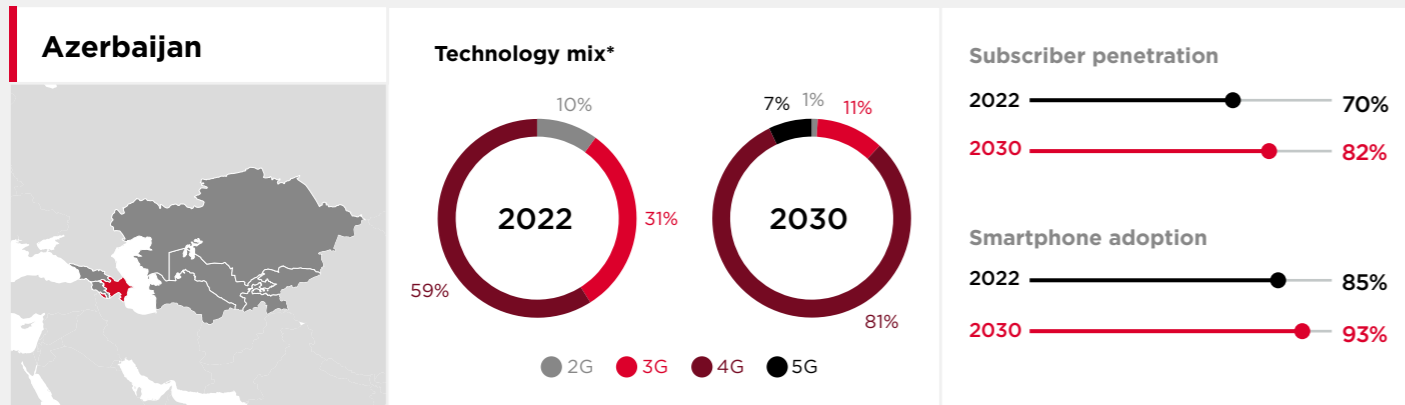 Azerbaijan
Technology mix*
10%
31%
59%
2022
7%
1%
11%
81%
2030
2G 3G 4G 5G
Subscriber penetration
2022 70%
2030 82%
Smartphone adoption
2022 85%
2030 93%